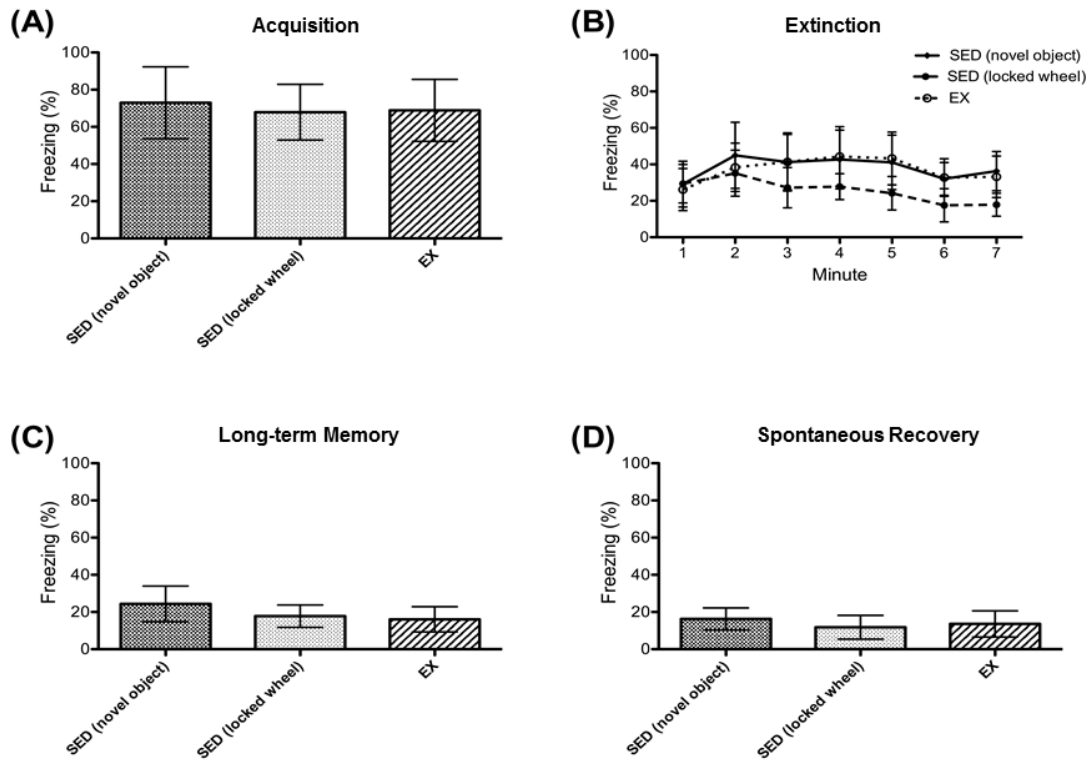 (A)
Acquisition
Freezing (%)
100
80
60
40
20
0
SED (novel object)
SED (locked wheel)
EX
(B)
Extinction
SED (novel object)
SED (locked wheel)
EX
Freezing (%)
100
80
60
40
20
0
1 2 3 4 5 6 7
Minute
(C)
Long-term Memory
Freezing (%)
100
80
60
40
20
0
SED (novel object)
SED (locked wheel)
EX
(D)
Spontaneous Recovery
Freezing (%)
100
80
60
40
20
0
SED (novel object)
SED (locked wheel)
EX